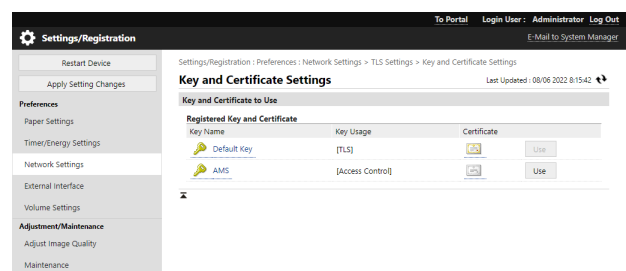 To Portal Login User : Administrator Log Out
Settings/Registration E-Mail to System Manager
Restart Device
Apply Setting Changes
Preferences
Paper Settings
Timer/Energy Settings
Network Settings
External Interface
Volume Settings
Adjustment/Maintenance
Adjust Image Quality
Maintenance
Settings/Registration : Preferences : Network Settings > TLS Settings > Key and Certificate Settings
Key and Certificate Settings Last Updated : 08/06 2022 8:15:42
Key and Certificate to Use
Registered Key and Certificate
Key Name Key Usage Certificate
Default Key [TLS] Use
AMS [Access Control] Use